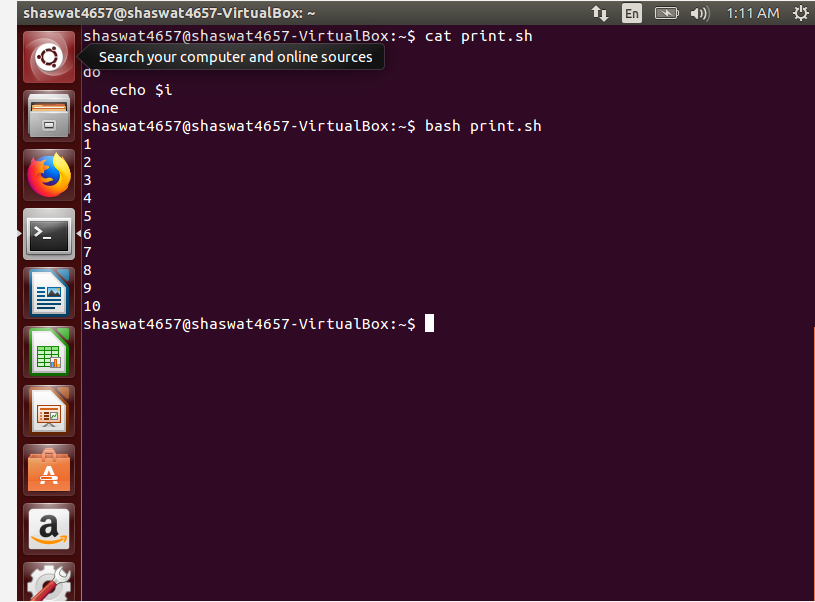 shaswat4657@shaswat4657-VirtualBox: ~
En
1:11 AM
shaswat4657@shaswat4657-VirtualBox:~$ cat print.sh
Search your computer and online sources
do
   echo $i
done
shaswat4657@shaswat4657-VirtualBox:~$ bash print.sh
1
2
3
4
5
6
7
8
9
10
shaswat4657@shaswat4657-VirtualBox:~$
>_
A
a